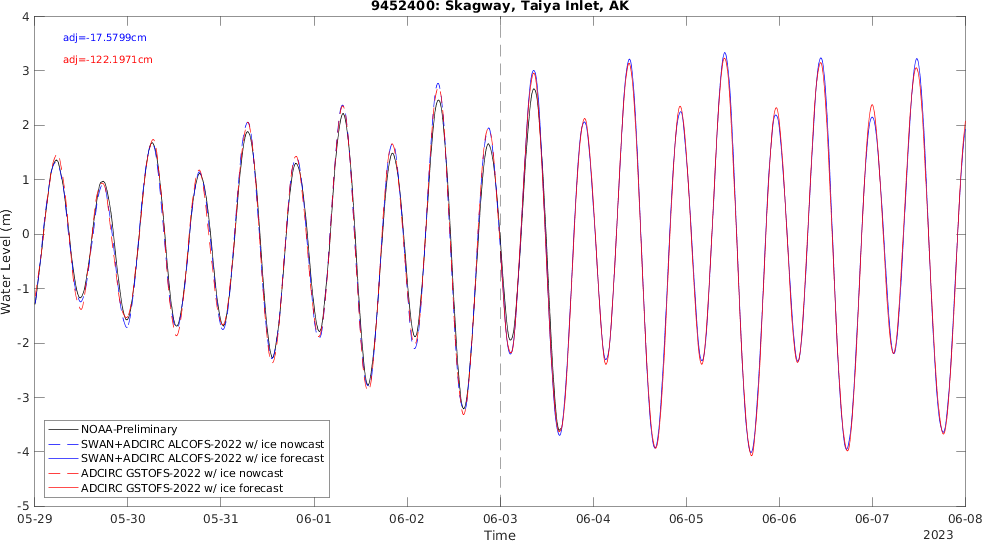 9452400: Skagway, Taiya Inlet, AK
adj=-17.5799cm
adj=-122.1971cm
Water Level (m)
4
3
2
1
0
-1
-2
-3
-4
-5
NOAA-Preliminary
SWAN+ADCIRC ALCOFS-2022 w/ ice nowcast
SWAN+ADCIRC ALCOFS-2022 w/ ice forecast
ADCIRC GSTOFS-2022 w/ ice nowcast
ADCIRC GSTOFS-2022 w/ ice forecast
05-29 05-30 05-31 06-01 06-02 06-03 06-04 06-05 06-06 06-07 06-08
Time
2023